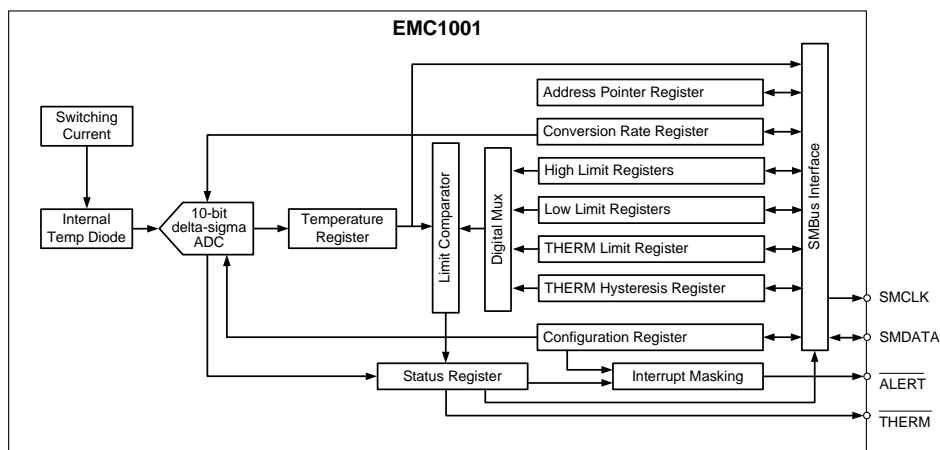 EMC1001
Address Pointer Register
Switching
Current
Conversion Rate Register
High Limit Registers
Internal
Temp Diode
10-bit
delta-sigma
ADC
Temperature
Register
Limit Comparator
Digital Mux
Low Limit Registers
THERM Limit Register
THERM Hysteresis Register
SMBus Interface
SMCLK
Configuration Register
SMDATA
Status Register
Interrupt Masking
ALERT
THERM